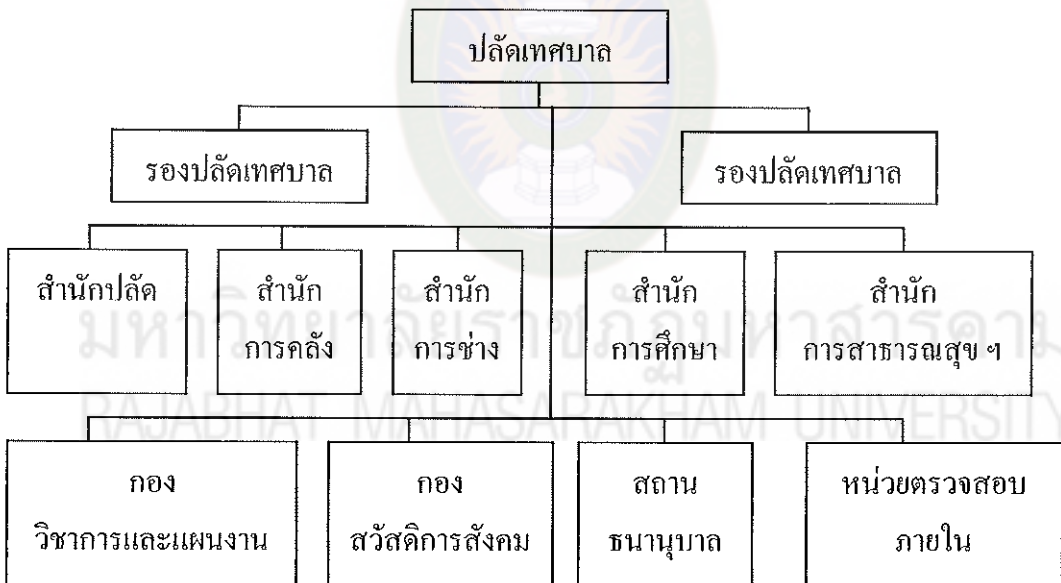 ปลัดเทศบาล
รองปลัดเทศบาล
รองปลัดเทศบาล
สำนักปลัด
สำนัก
การคลัง
สำนัก
การช่าง
สำนัก
การศึกษา
สำนัก
การสาธารณสุข ฯ
มหาวิทยาลัยราชภัฏมหาสารคาม
RAJABHAT MAHASARAKHAM UNIVERSITY
กอง
วิชาการและแผนงาน
กอง
สวัสดิการสังคม
สถาน
ธนานุบาล
หน่วยตรวจสอบ
ภายใน